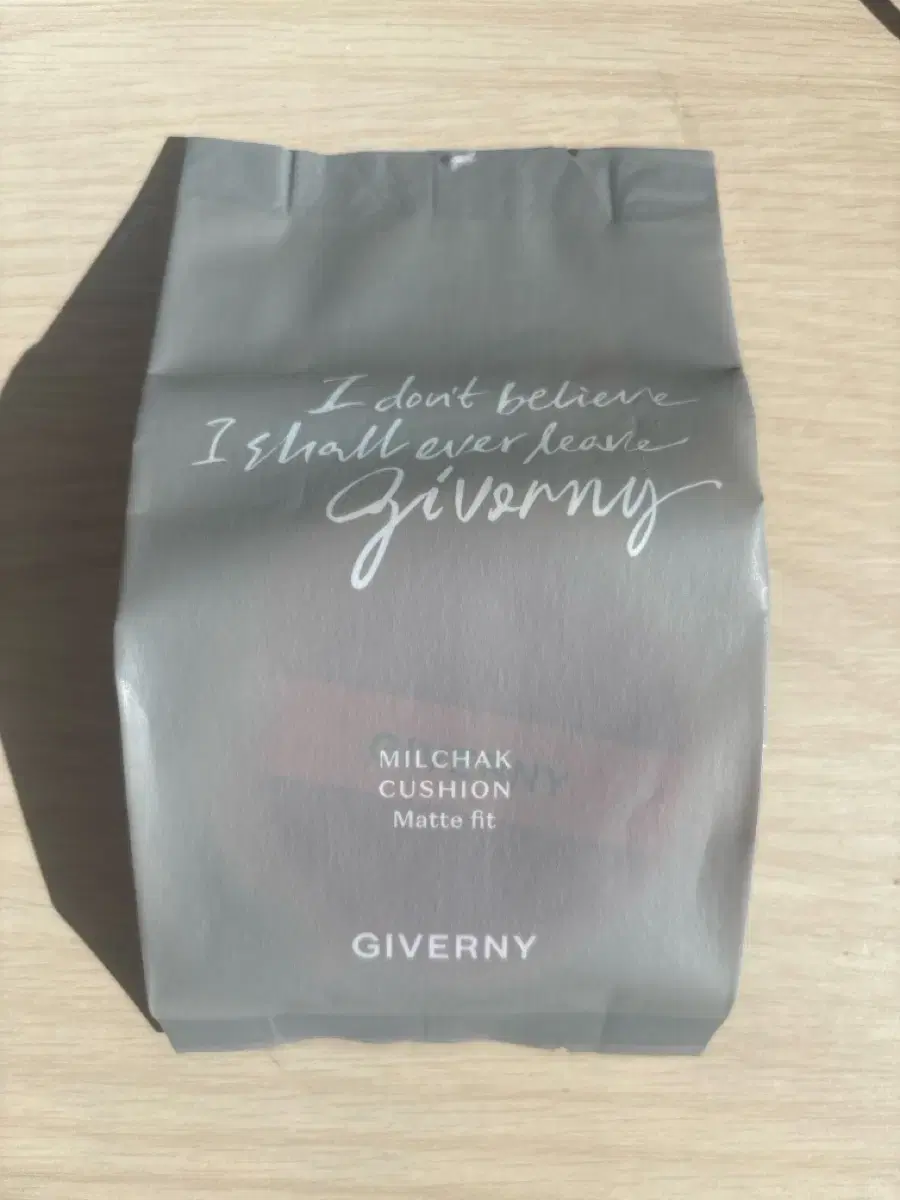 I don't believe
I shall ever leave
Giverny
MILCHAK
CUSHION
Matte fit
GIVERNY